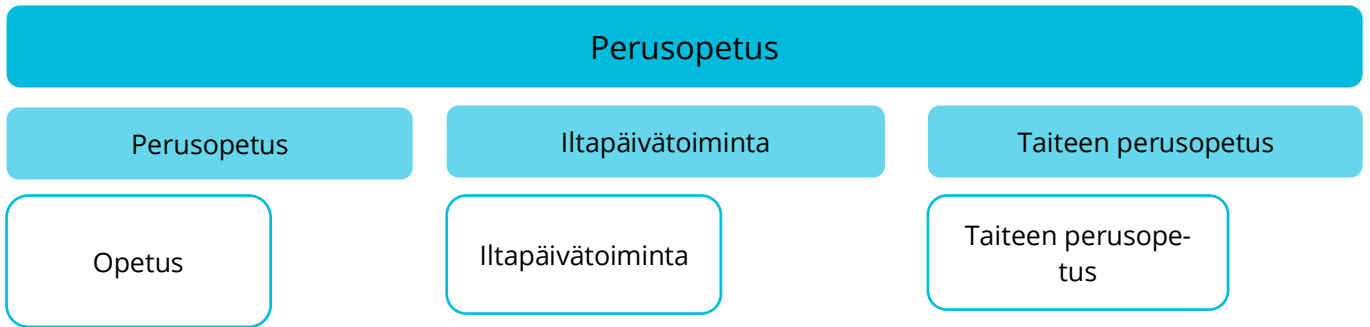 Perusopetus
Perusopetus
Iltapäivätoiminta
Taiteen perusopetus
Opetus
Iltapäivätoiminta
Taiteen perusope-
tus